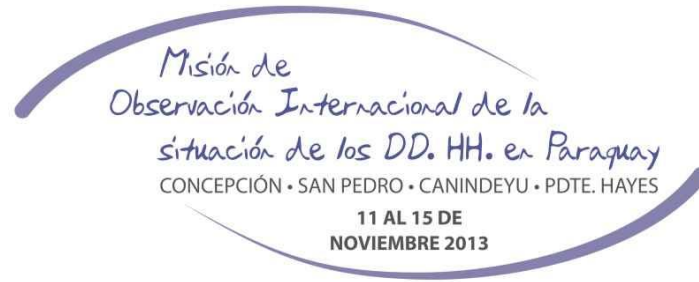 Misión de
Observación Internacional de la
situación de los DD. HH. en Paraguay
CONCEPCIÓN • SAN PEDRO • CANINDEYU • PDTE. HAYES
11 AL 15 DE
NOVIEMBRE 2013